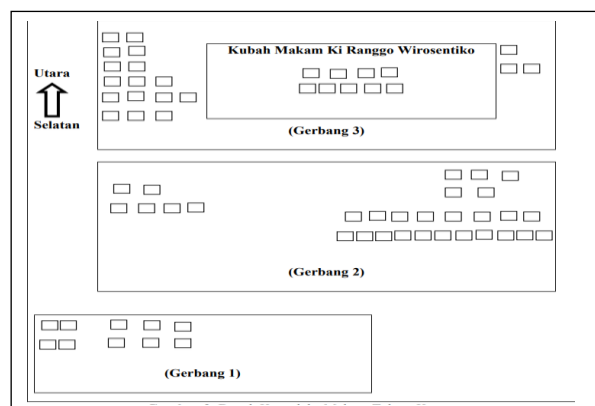 Kubah Makam Ki Ranggo Wirosentiko
Utara
Selatan
(Gerbang 3)
(Gerbang 2)
(Gerbang 1)